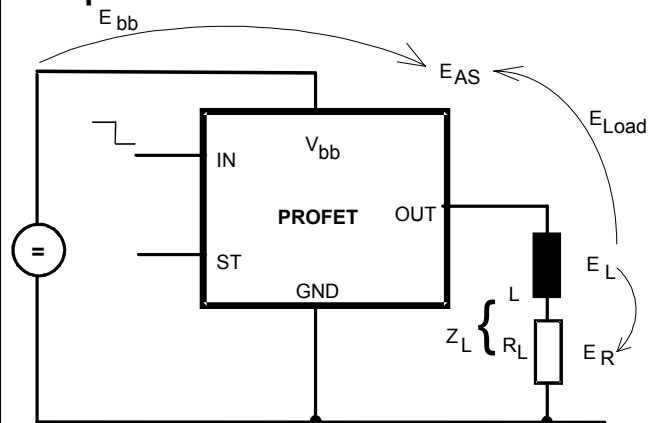 E bb
E AS
E Load
V bb
IN
PROFET
OUT
=
ST
E L
GND
L
Z L { R L
E R